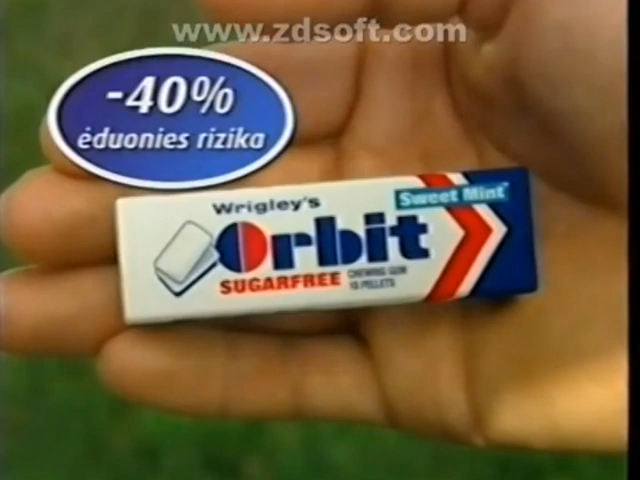 www.zdsoft.com
-40%
ėduonies rizika
Wrigley's
Sweet Mint
Orbit
SUGARFREE
CHEWING GUM
10 PELLETS